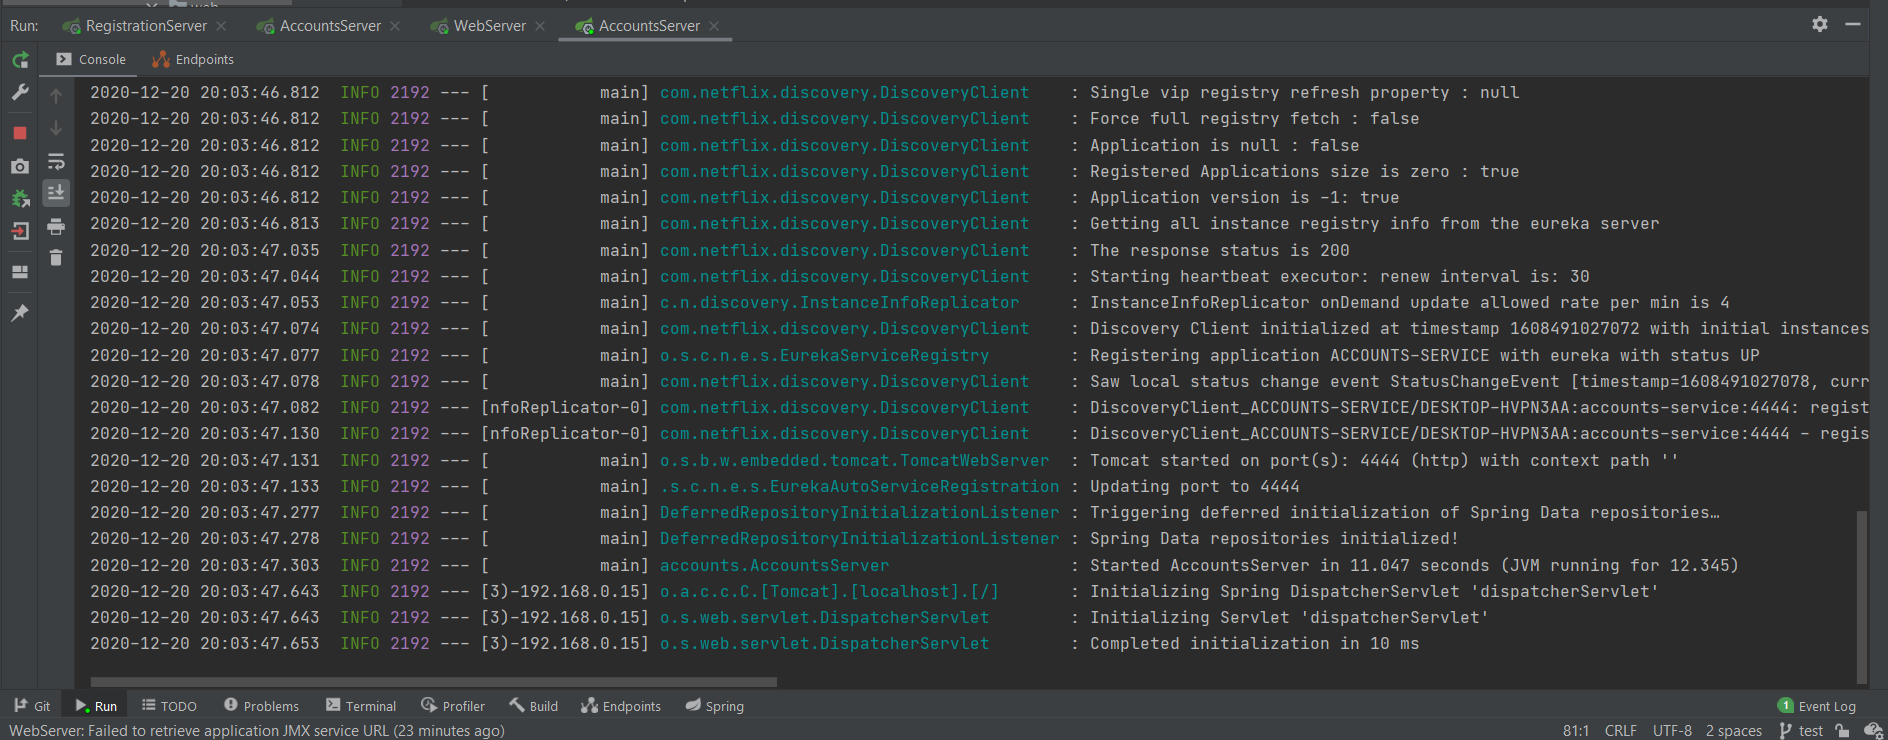 web
Run: RegistrationServer AccountsServer WebServer AccountsServer
Console Endpoints
2020-12-20 20:03:46.812  INFO 2192 --- [           main] com.netflix.discovery.DiscoveryClient    : Single vip registry refresh property : null
2020-12-20 20:03:46.812  INFO 2192 --- [           main] com.netflix.discovery.DiscoveryClient    : Force full registry fetch : false
2020-12-20 20:03:46.812  INFO 2192 --- [           main] com.netflix.discovery.DiscoveryClient    : Application is null : false
2020-12-20 20:03:46.812  INFO 2192 --- [           main] com.netflix.discovery.DiscoveryClient    : Registered Applications size is zero : true
2020-12-20 20:03:46.812  INFO 2192 --- [           main] com.netflix.discovery.DiscoveryClient    : Application version is -1: true
2020-12-20 20:03:46.813  INFO 2192 --- [           main] com.netflix.discovery.DiscoveryClient    : Getting all instance registry info from the eureka server
2020-12-20 20:03:47.035  INFO 2192 --- [           main] com.netflix.discovery.DiscoveryClient    : The response status is 200
2020-12-20 20:03:47.044  INFO 2192 --- [           main] com.netflix.discovery.DiscoveryClient    : Starting heartbeat executor: renew interval is: 30
2020-12-20 20:03:47.053  INFO 2192 --- [           main] c.n.discovery.InstanceInfoReplicator     : InstanceInfoReplicator onDemand update allowed rate per min is 4
2020-12-20 20:03:47.074  INFO 2192 --- [           main] com.netflix.discovery.DiscoveryClient    : Discovery Client initialized at timestamp 1608491027072 with initial instances
2020-12-20 20:03:47.077  INFO 2192 --- [           main] o.s.c.n.e.s.EurekaServiceRegistry        : Registering application ACCOUNTS-SERVICE with eureka with status UP
2020-12-20 20:03:47.078  INFO 2192 --- [           main] com.netflix.discovery.DiscoveryClient    : Saw local status change event StatusChangeEvent [timestamp=1608491027078, curr
2020-12-20 20:03:47.082  INFO 2192 --- [nfoReplicator-0] com.netflix.discovery.DiscoveryClient    : DiscoveryClient_ACCOUNTS-SERVICE/DESKTOP-HVPN3AA:accounts-service:4444: regist
2020-12-20 20:03:47.130  INFO 2192 --- [nfoReplicator-0] com.netflix.discovery.DiscoveryClient    : DiscoveryClient_ACCOUNTS-SERVICE/DESKTOP-HVPN3AA:accounts-service:4444 - regis
2020-12-20 20:03:47.131  INFO 2192 --- [           main] o.s.b.w.embedded.tomcat.TomcatWebServer  : Tomcat started on port(s): 4444 (http) with context path ''
2020-12-20 20:03:47.133  INFO 2192 --- [           main] .s.c.n.e.s.EurekaAutoServiceRegistration : Updating port to 4444
2020-12-20 20:03:47.277  INFO 2192 --- [           main] DeferredRepositoryInitializationListener : Triggering deferred initialization of Spring Data repositories…
2020-12-20 20:03:47.278  INFO 2192 --- [           main] DeferredRepositoryInitializationListener : Spring Data repositories initialized!
2020-12-20 20:03:47.303  INFO 2192 --- [           main] accounts.AccountsServer                  : Started AccountsServer in 11.047 seconds (JVM running for 12.345)
2020-12-20 20:03:47.643  INFO 2192 --- [3)-192.168.0.15] o.a.c.c.C.[Tomcat].[localhost].[/]       : Initializing Spring DispatcherServlet 'dispatcherServlet'
2020-12-20 20:03:47.643  INFO 2192 --- [3)-192.168.0.15] o.s.web.servlet.DispatcherServlet        : Initializing Servlet 'dispatcherServlet'
2020-12-20 20:03:47.653  INFO 2192 --- [3)-192.168.0.15] o.s.web.servlet.DispatcherServlet        : Completed initialization in 10 ms
Git Run TODO Problems Terminal Profiler Build Endpoints Spring 1 Event Log
WebServer: Failed to retrieve application JMX service URL (23 minutes ago) 81:1 CRLF UTF-8 2 spaces test